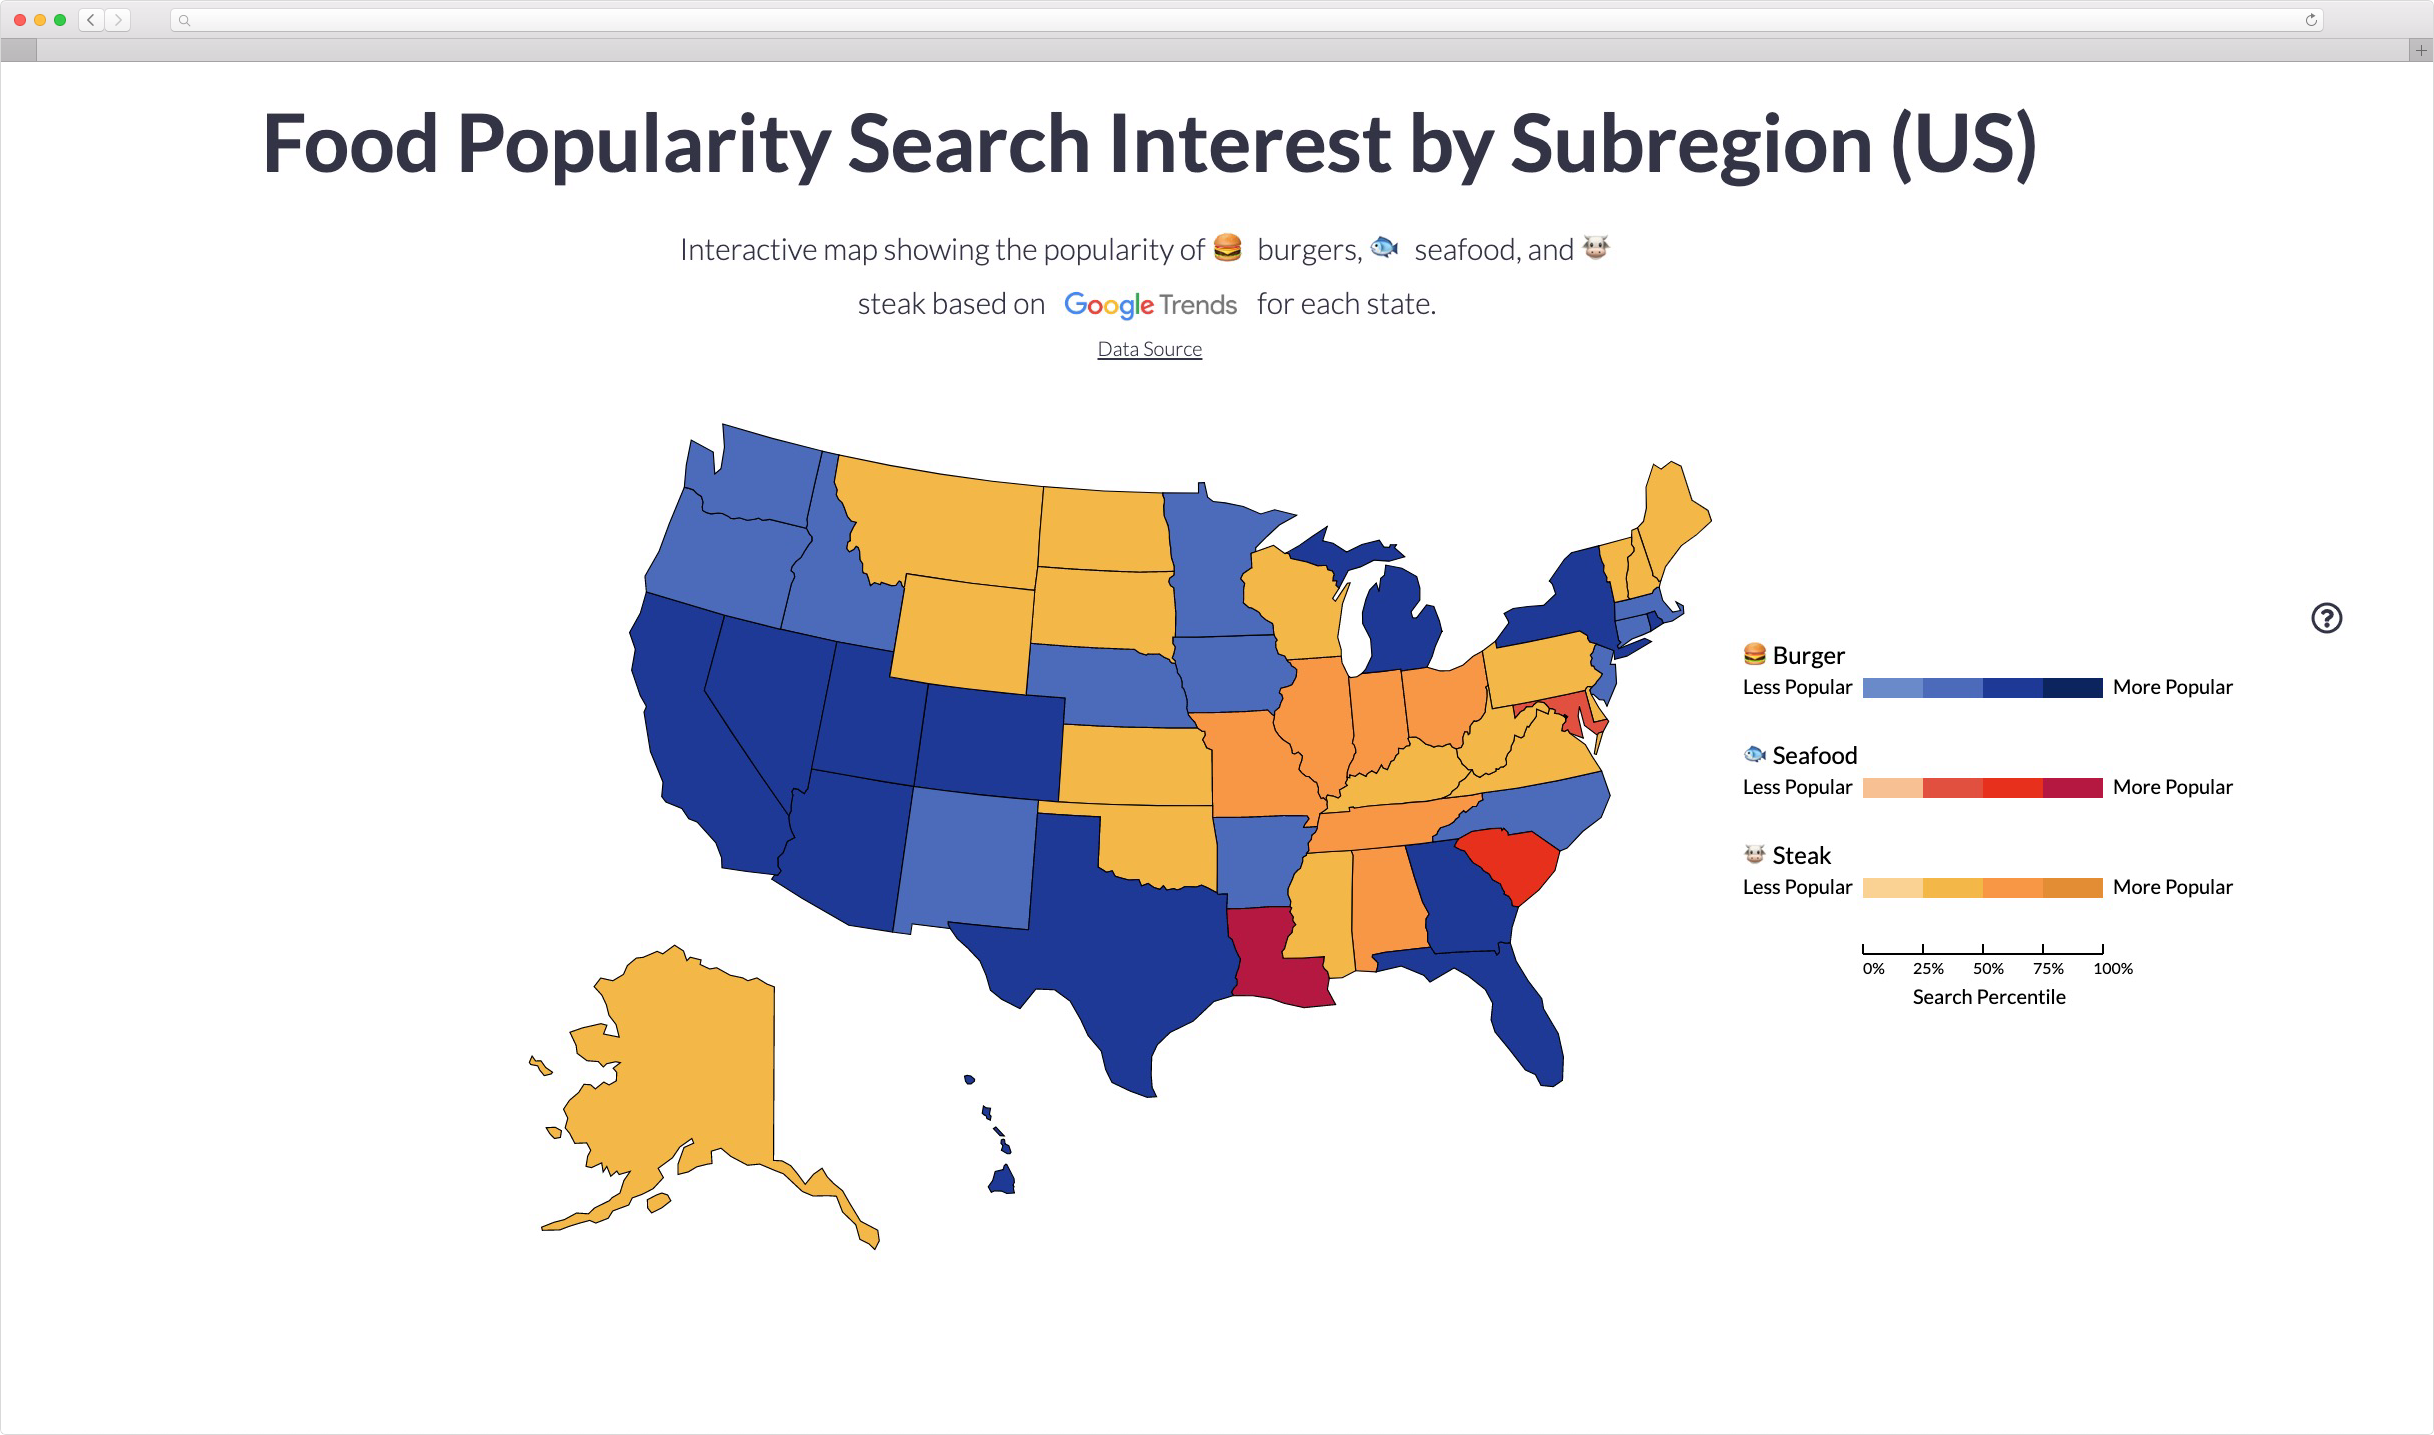 Food Popularity Search Interest by Subregion (US)
Interactive map showing the popularity of 🍔 burgers, 🐟 seafood, and 🐮
steak based on Google Trends for each state.
Data Source
🍔 Burger
Less Popular More Popular
🐟 Seafood
Less Popular More Popular
🐮 Steak
Less Popular More Popular
0% 25% 50% 75% 100%
Search Percentile